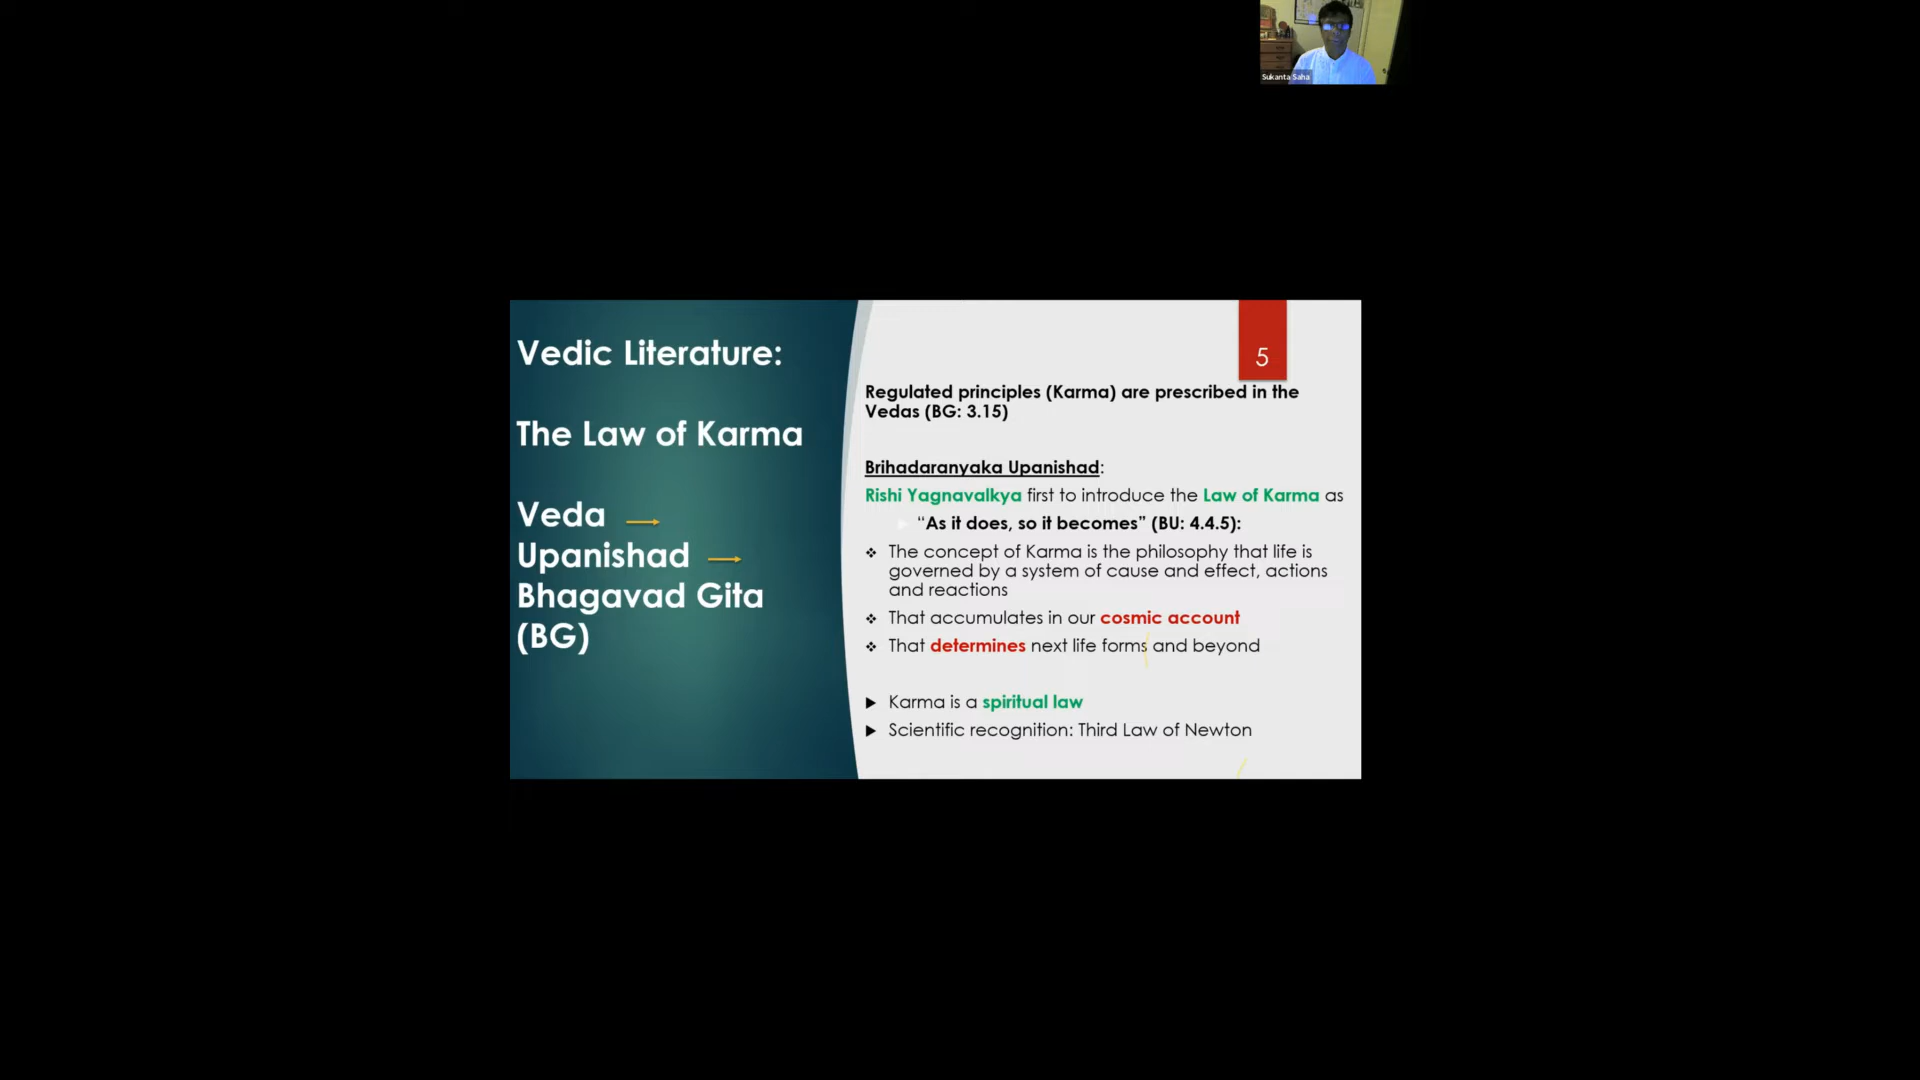 Sukanta Saha
Vedic Literature:
The Law of Karma
Veda →
Upanishad →
Bhagavad Gita
(BG)
5
Regulated principles (Karma) are prescribed in the
Vedas (BG: 3.15)
Brihadaranyaka Upanishad:
Rishi Yagnavalkya first to introduce the Law of Karma as
“As it does, so it becomes” (BU: 4.4.5):
❖ The concept of Karma is the philosophy that life is
governed by a system of cause and effect, actions
and reactions
❖ That accumulates in our cosmic account
❖ That determines next life forms and beyond
▶ Karma is a spiritual law
▶ Scientific recognition: Third Law of Newton